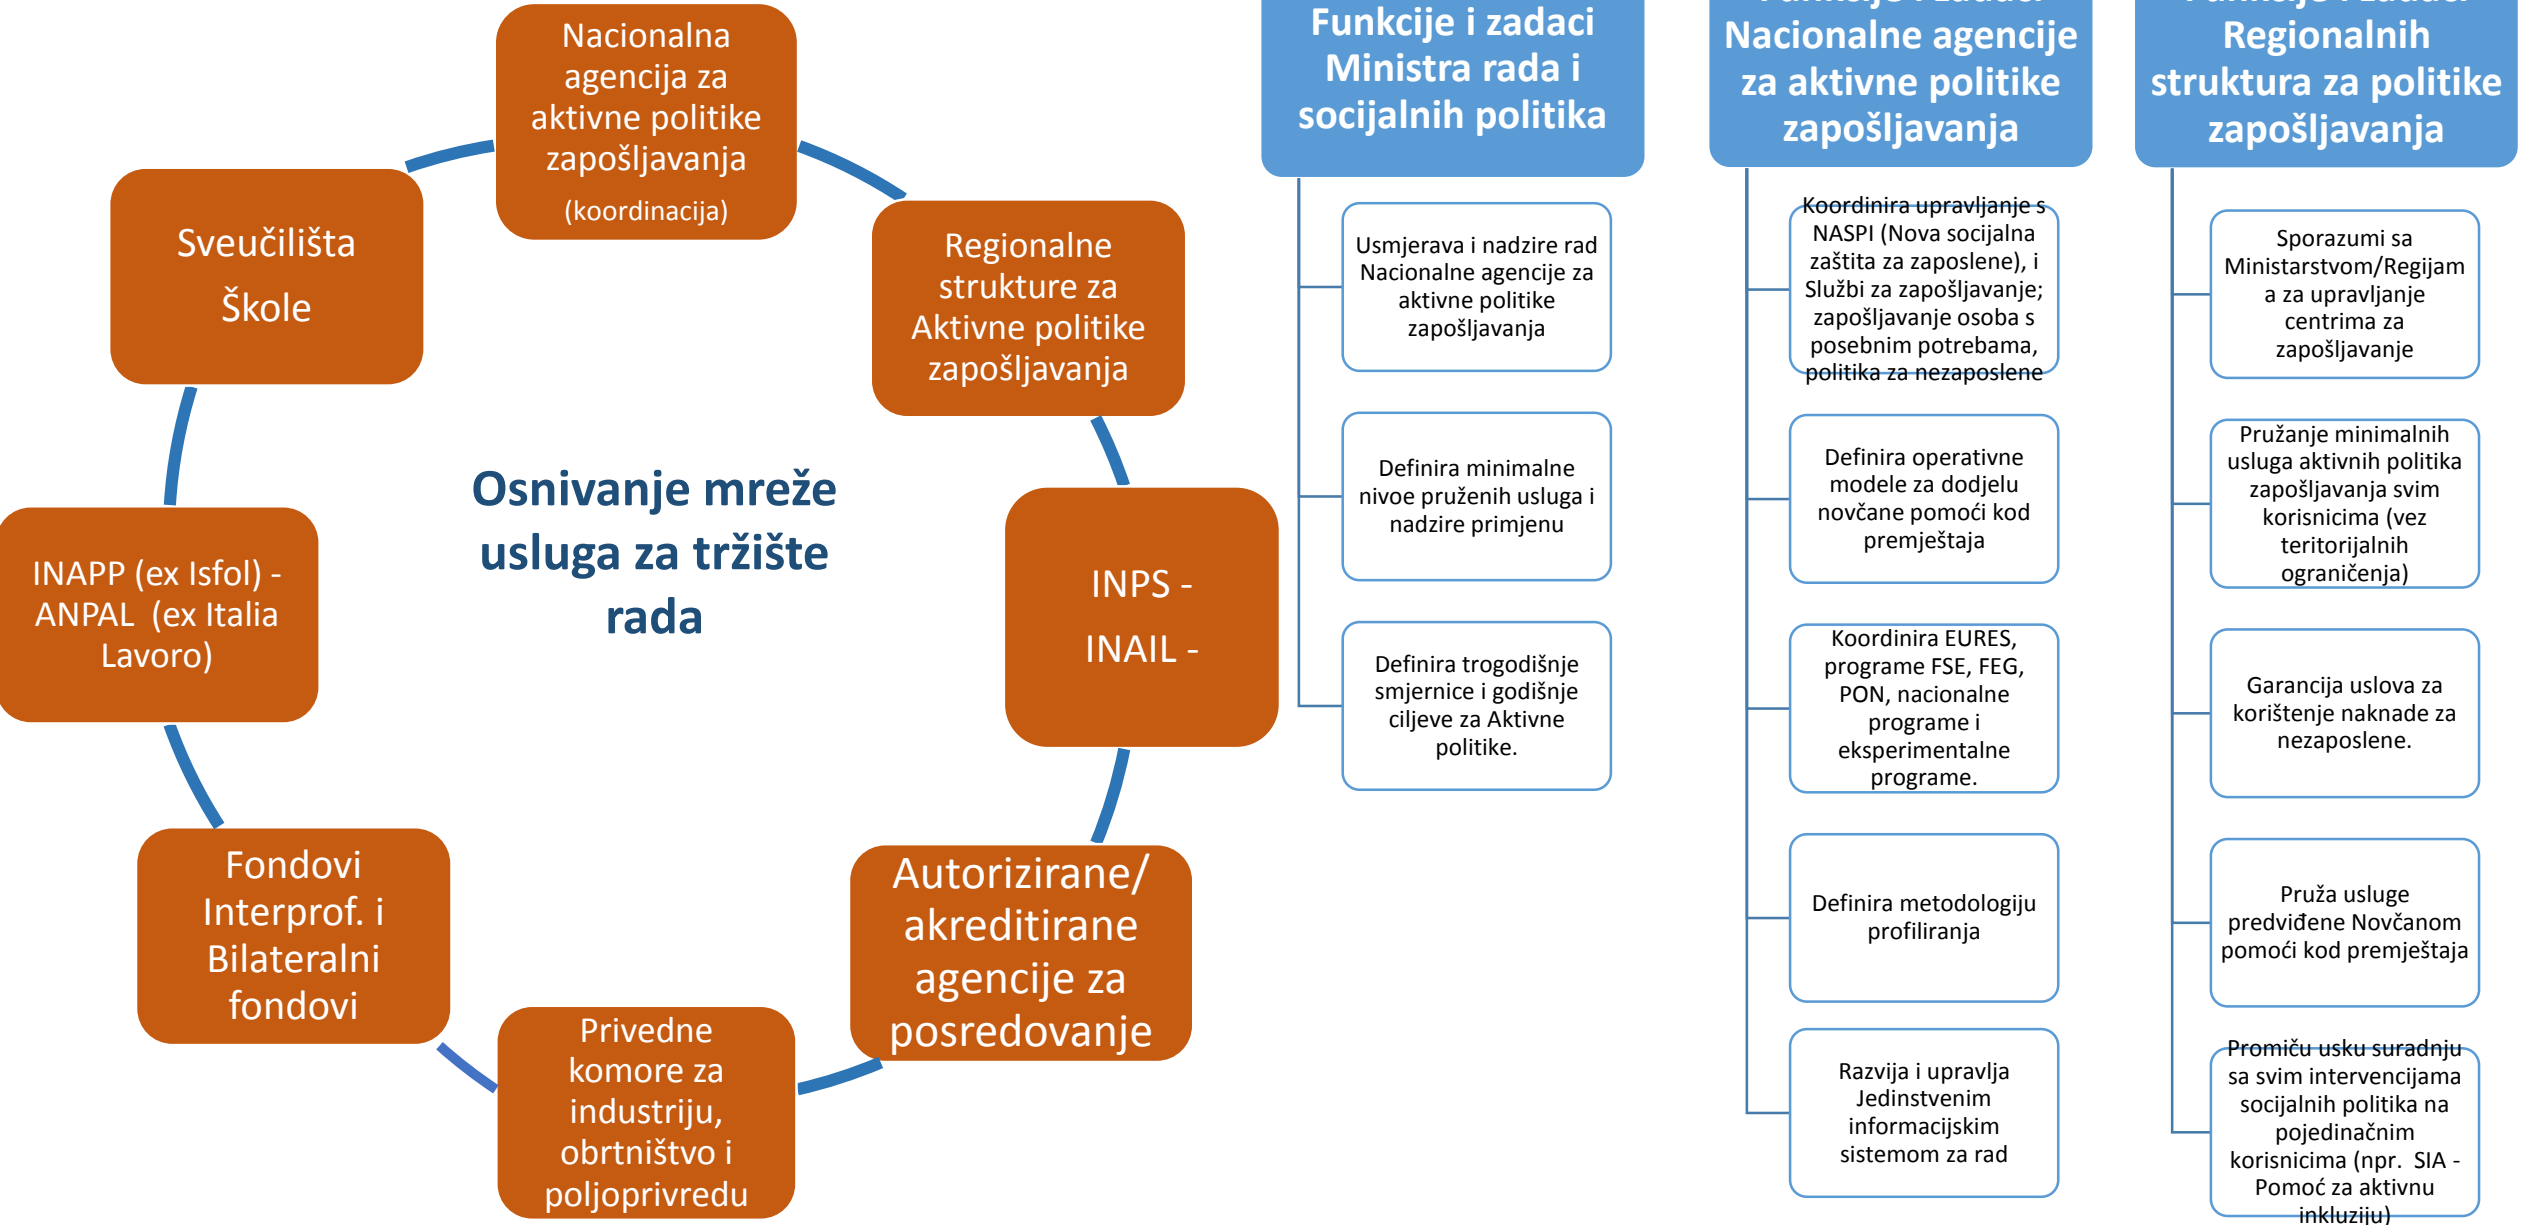 Nacionalna
agencija za
aktivne politike
zapošljavanja
(koordinacija)
Regionalne
strukture za
Aktivne politike
zapošljavanja
INPS -
INAIL -
Autorizirane/
akreditirane
agencije za
posredovanje
Privedne
komore za
industriju,
obrtništvo i
poljoprivredu
Fondovi
Interprof. i
Bilateralni
fondovi
INAPP (ex Isfol) -
ANPAL (ex Italia
Lavoro)
Sveučilišta
Škole
Osnivanje mreže
usluga za tržište
rada
Funkcije i zadaci
Ministra rada i
socijalnih politika
Usmjerava i nadzire rad
Nacionalne agencije za
aktivne politike
zapošljavanja
Definira minimalne
nivoe pruženih usluga i
nadzire primjenu
Definira trogodišnje
smjernice i godišnje
ciljeve za Aktivne
politike.
Funkcije i zadaci
Nacionalne agencije
za aktivne politike
zapošljavanja
Koordinira upravljanje s
NASPI (Nova socijalna
zaštita za zaposlene), i
Službi za zapošljavanje;
zapošljavanje osoba s
posebnim potrebama,
politika za nezaposlene
Definira operativne
modele za dodjelu
novčane pomoći kod
premještaja
Koordinira EURES,
programe FSE, FEG,
PON, nacionalne
programe i
eksperimentalne
programe.
Definira metodologiju
profiliranja
Razvija i upravlja
Jedinstvenim
informacijskim
sistemom za rad
Funkcije i zadaci
Regionalnih
struktura za politike
zapošljavanja
Sporazumi sa
Ministarstvom/Regijam
a za upravljanje
centrima za
zapošljavanje
Pružanje minimalnih
usluga aktivnih politika
zapošljavanja svim
korisnicima (vez
teritorijalnih
ograničenja)
Garancija uslova za
korištenje naknade za
nezaposlene.
Pruža usluge
predviđene Novčanom
pomoći kod premještaja
Promiču usku suradnju
sa svim intervencijama
socijalnih politika na
pojedinačnim
korisnicima (npr. SIA -
Pomoć za aktivnu
inkluziju)